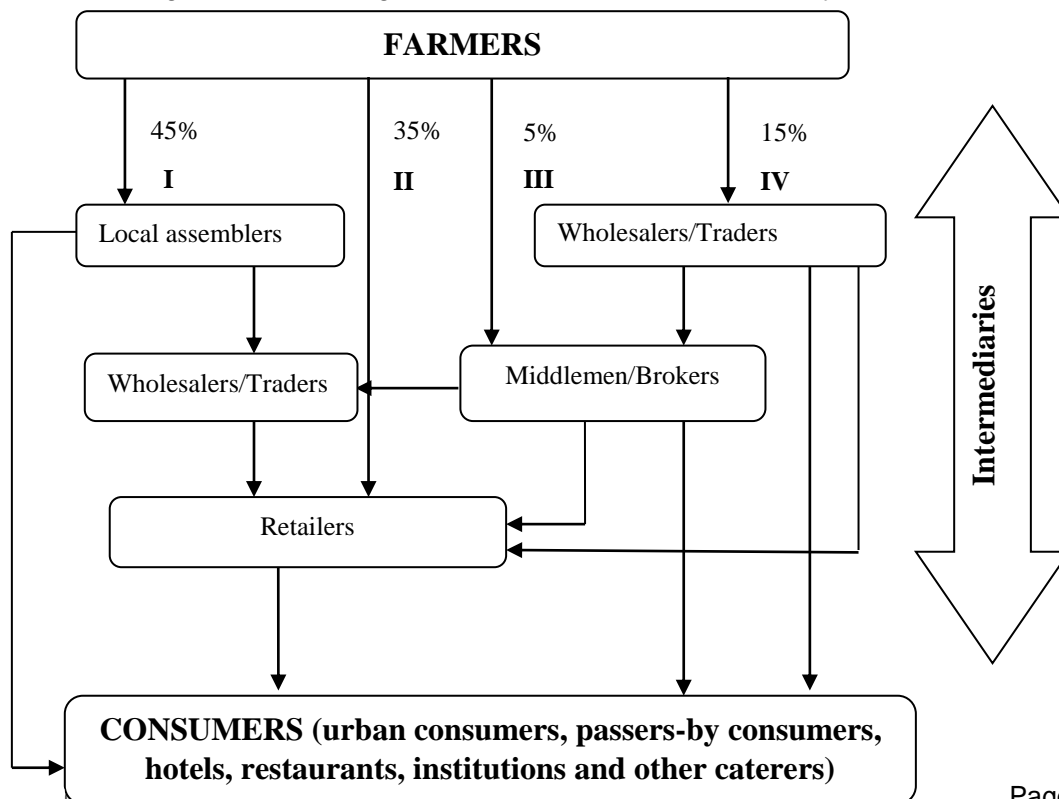 FARMERS
45%
35%
5%
15%
I
II
III
IV
Local assemblers
Wholesalers/Traders
Wholesalers/Traders
Middlemen/Brokers
Intermediaries
Retailers
CONSUMERS (urban consumers, passers-by consumers,
hotels, restaurants, institutions and other caterers)
Page